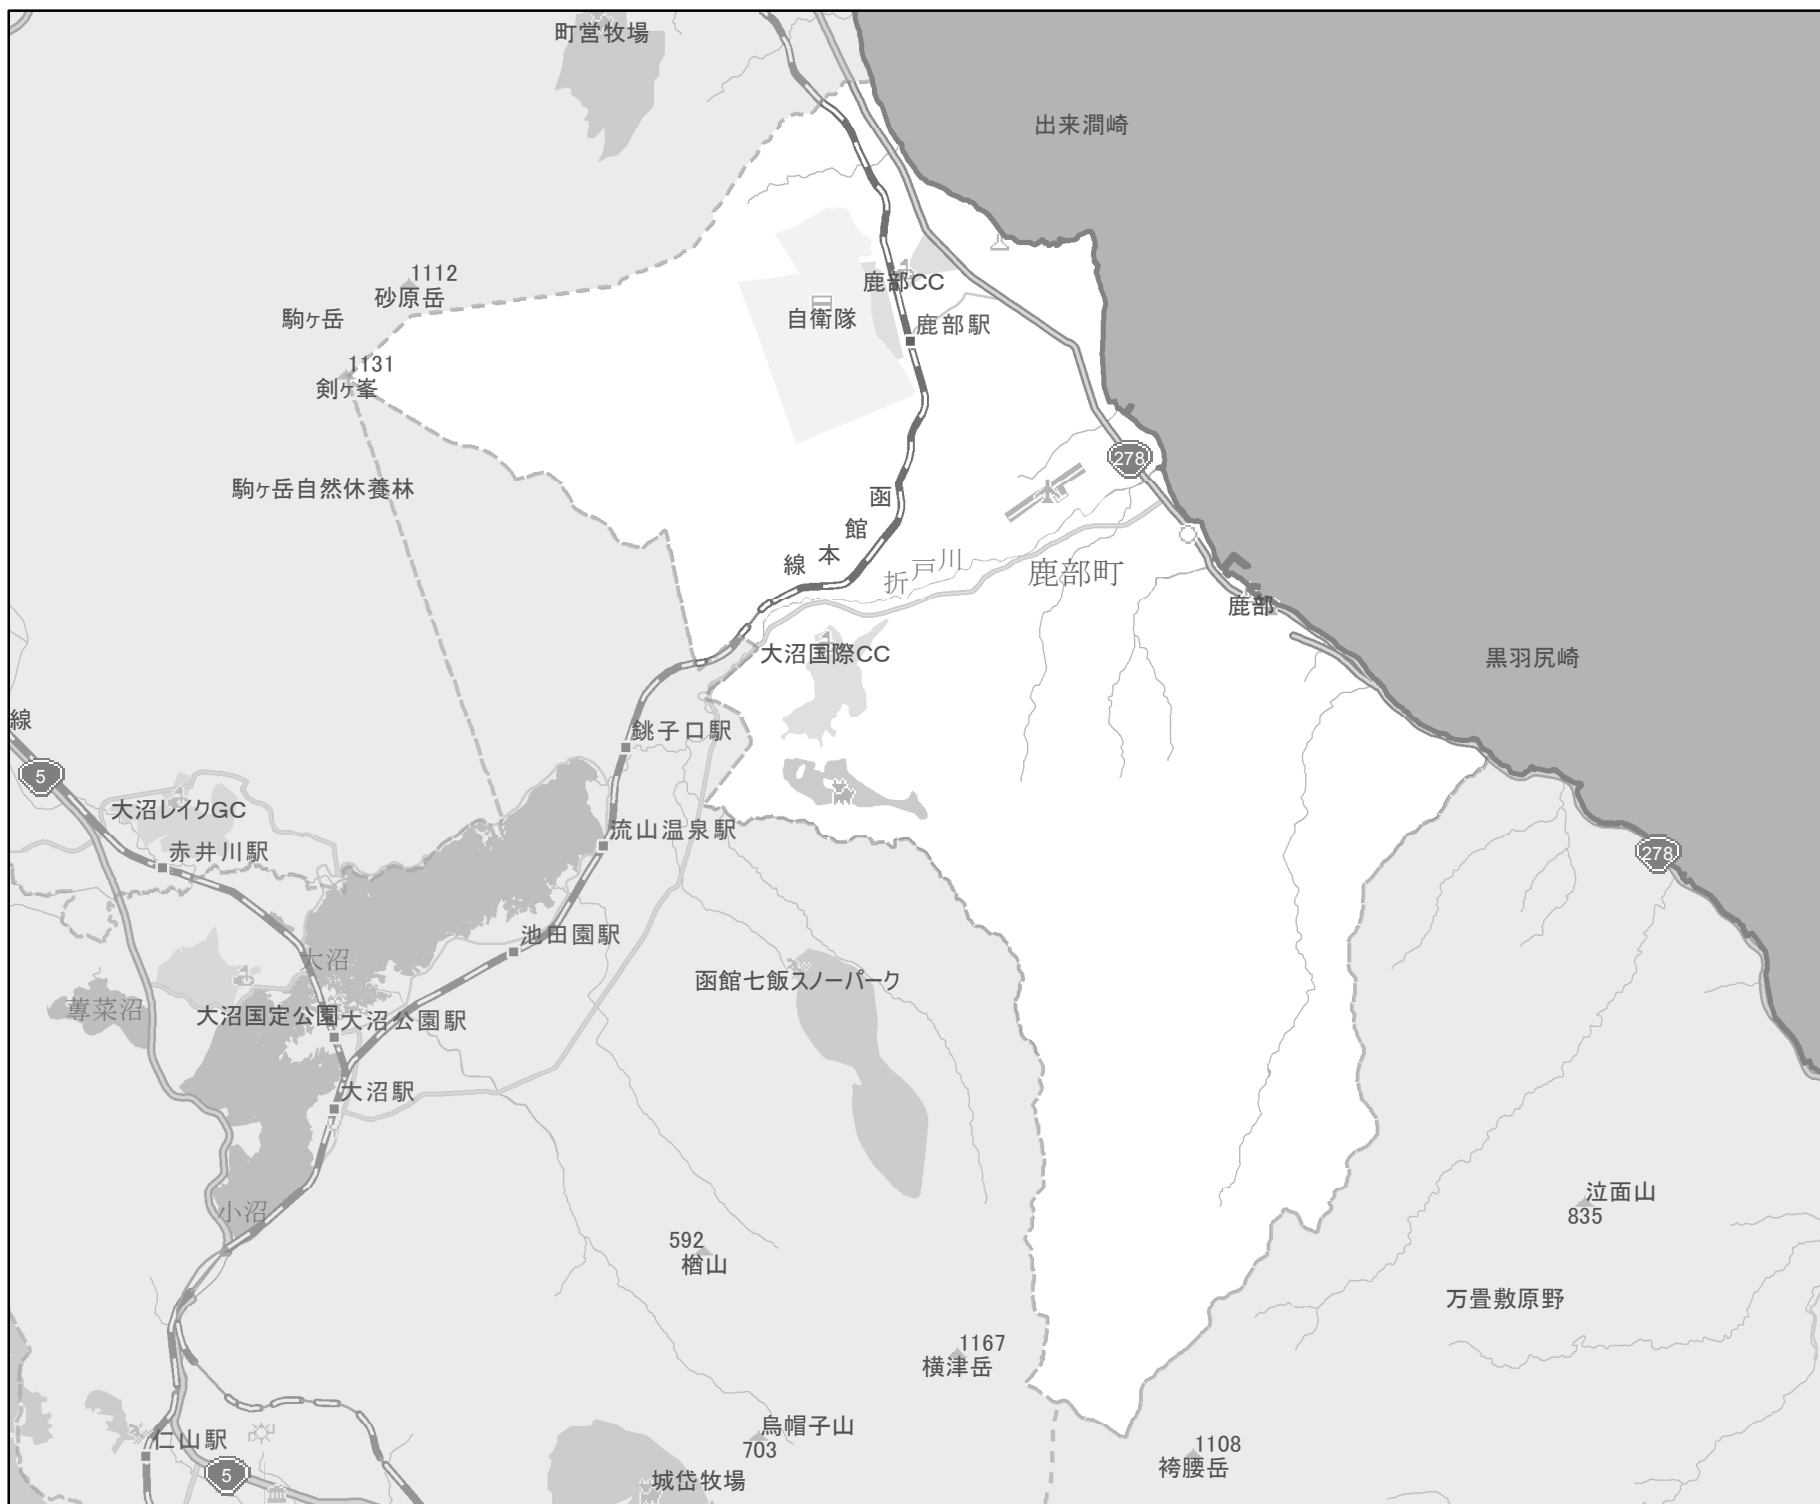 町営牧場
出来澗崎
1112
砂原岳
駒ヶ岳
鹿部CC
自衛隊
鹿部駅
1131
剣ヶ峯
278
駒ヶ岳自然休養林
函館本線
折戸川
鹿部町
鹿部
大沼国際CC
黒羽尻崎
線
銚子口駅
5
大沼レイクGC
流山温泉駅
赤井川駅
278
池田園駅
大沼
函館七飯スノーパーク
蓴菜沼
大沼国定公園
大沼公園駅
大沼駅
泣面山
835
小沼
592
楢山
万畳敷原野
1167
横津岳
烏帽子山
703
仁山駅
1108
袴腰岳
5
城岱牧場